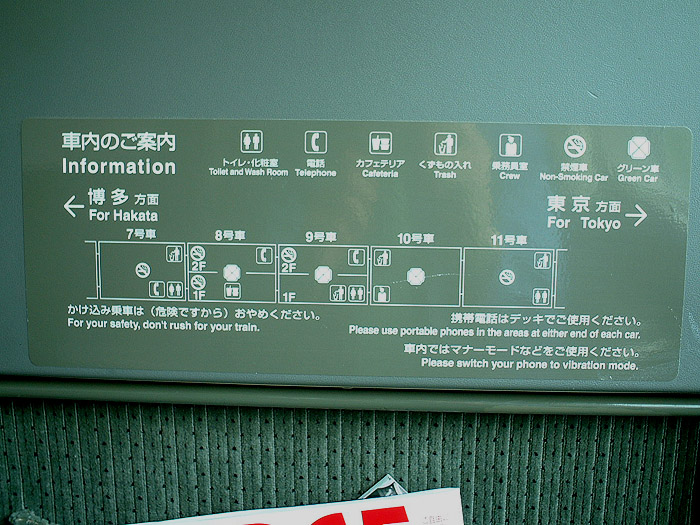 車内のご案内
Information
トイレ・化粧室
Toilet and Wash Room
電話
Telephone
カフェテリア
Cafeteria
くずもの入れ
Trash
乗務員室
Crew
禁煙車
Non-Smoking Car
グリーン車
Green Car
博多 方面
For Hakata
東京 方面
For Tokyo
7号車
8号車
9号車
10号車
11号車
2F
1F
2F
1F
かけ込み乗車は（危険ですから）おやめください。
For your safety, don't rush for your train.
携帯電話はデッキでご使用ください。
Please use portable phones in the areas at either end of each car.
車内ではマナーモードなどをご使用ください。
Please switch your phone to vibration mode.